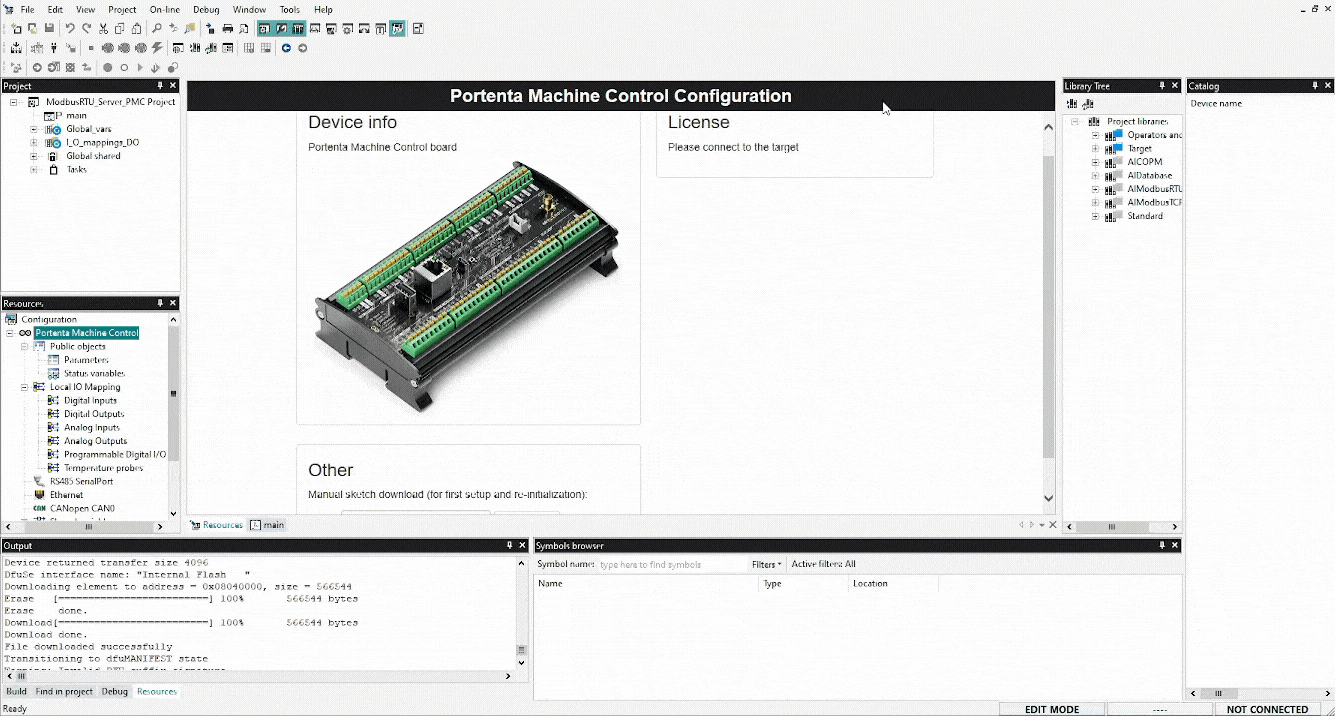 File Edit View Project On-line Debug Window Tools Help
Project
ModbusRTU_Server_PMC Project
main
Global_vars
I_O_mappings_DO
Global shared
Tasks
Resources
Configuration
Portenta Machine Control
Public objects
Parameters
Status variables
Local IO Mapping
Digital Inputs
Digital Outputs
Analog Inputs
Analog Outputs
Programmable Digital I/O
Temperature probes
RS485 SerialPort
Ethernet
CAN CANopen CAN0
Portenta Machine Control Configuration
Device info
Portenta Machine Control board
License
Please connect to the target
Other
Manual sketch download (for first setup and re-initialization):
Resources main
Library Tree
Project libraries
Operators and
Target
AlCOPM
AlDatabase
AlModbusRTU
AlModbusTCP
Standard
Catalog
Device name
Output
Device returned transfer size 4096
DfuSe interface name: "Internal Flash "
Downloading element to address = 0x08040000, size = 566544
Erase [=========================] 100% 566544 bytes
Erase done.
Download[=========================] 100% 566544 bytes
Download done.
File downloaded successfully
Transitioning to dfuMANIFEST state
Build Find in project Debug Resources
Symbols browser
Symbol name: type here to find symbols Filters Active filters: All
Name Type Location
Ready EDIT MODE ---- NOT CONNECTED